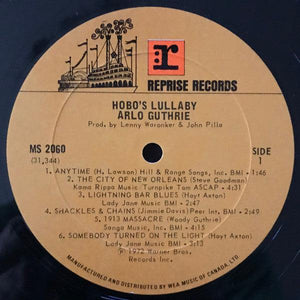 r
REPRISE RECORDS
HOBO'S LULLABY
ARLO GUTHRIE
Prod. by Lenny Waronker & John Pilla
MS 2060
(31,344)
SIDE
1
1. ANYTIME (H. Lawson) Hill & Range Songs, Inc. BMI - 1:46
2. THE CITY OF NEW ORLEANS (Steve Goodman)
Kama Rippa Music Turnpike Tom ASCAP - 4:31
3. LIGHTNING BAR BLUES (Hoyt Axton)
Lady Jane Music BMI - 2:47
4. SHACKLES & CHAINS (Jimmie Davis) Peer Int. BMI - 3:00
5. 1913 MASSACRE (Woody Guthrie)
Sanga Music, Inc. BMI - 4:11
6. SOMEBODY TURNED ON THE LIGHT (Hoyt Axton)
Lady Jane Music BMI - 3:13
℗ 1972 Warner Bros.
Records Inc.
MANUFACTURED AND DISTRIBUTED BY WEA MUSIC OF CANADA, LTD.